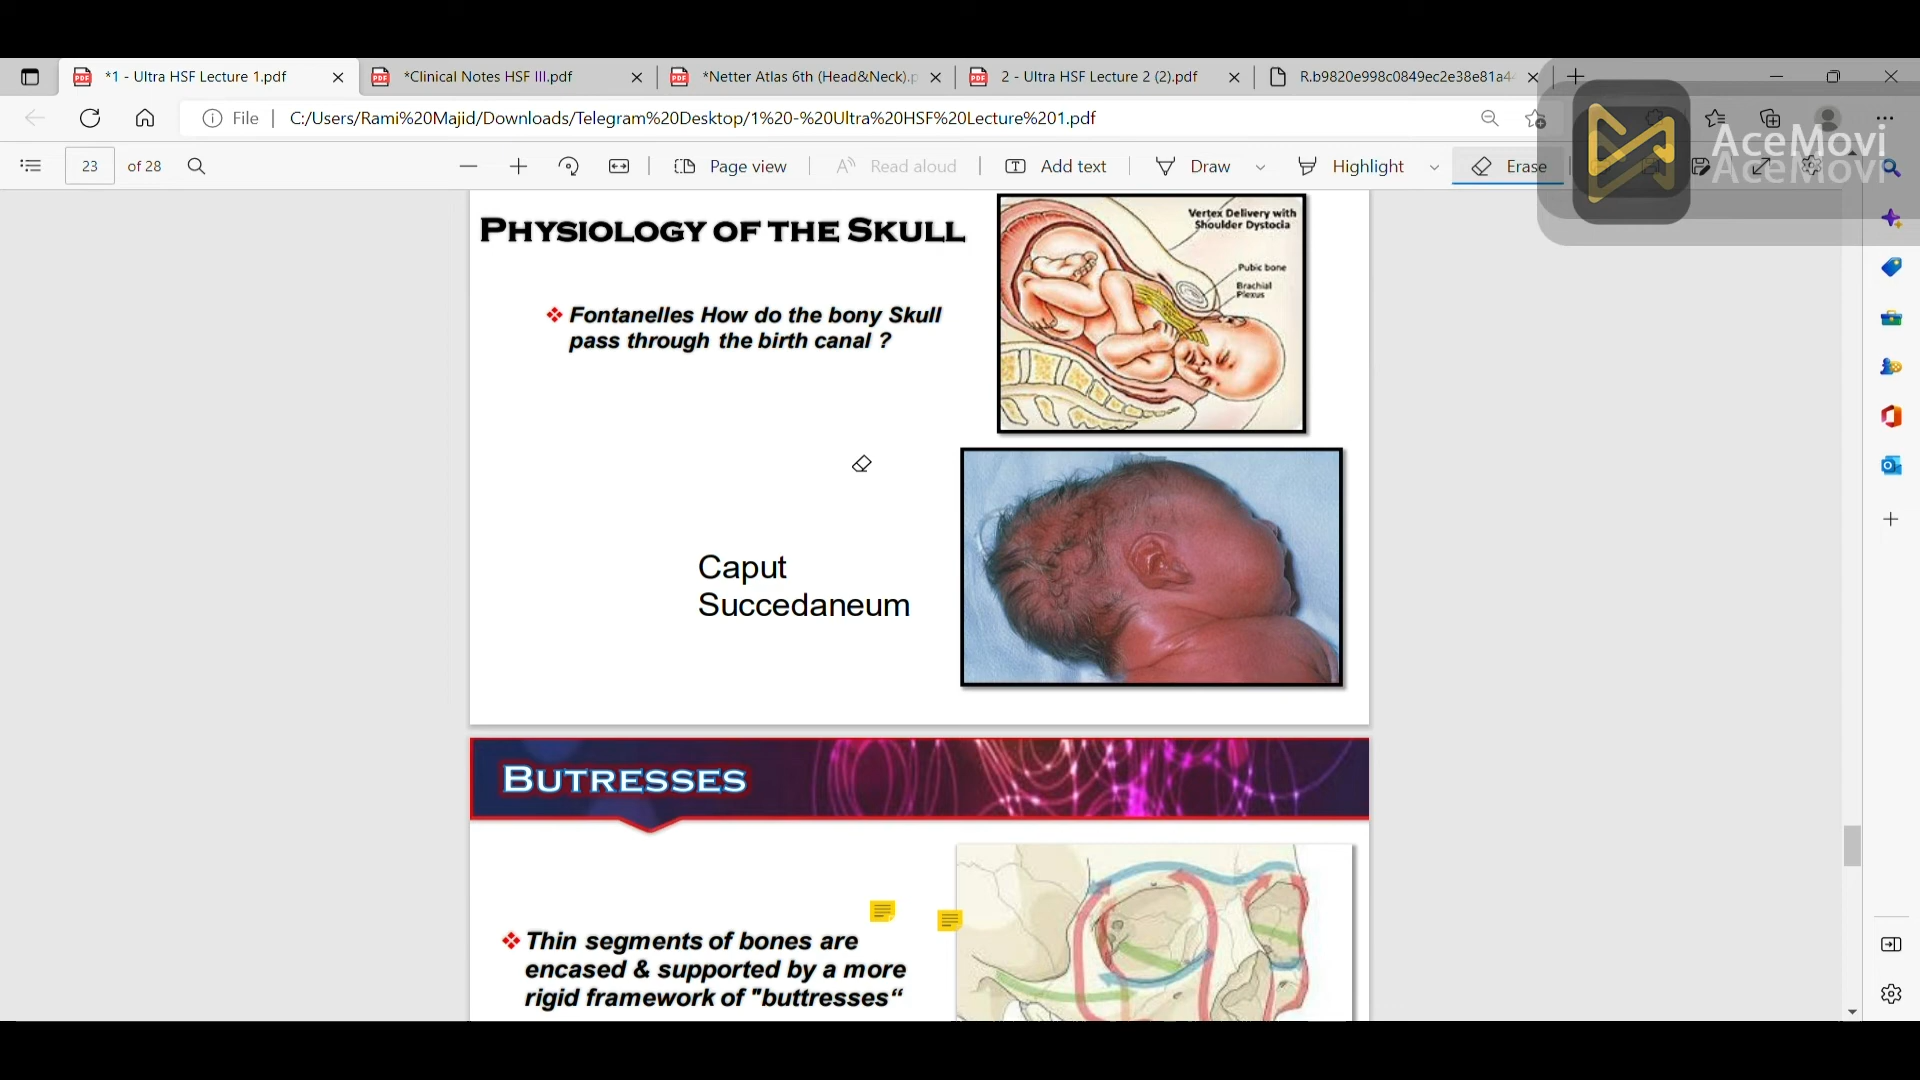 *1 - Ultra HSF Lecture 1.pdf
*Clinical Notes HSF III.pdf
*Netter Atlas 6th (Head&Neck).p
2 - Ultra HSF Lecture 2 (2).pdf
R.b9820e998c0849ec2e38e81a4
File
C:/Users/Rami%20Majid/Downloads/Telegram%20Desktop/1%20-%20Ultra%20HSF%20Lecture%201.pdf
23 of 28
Page view
Read aloud
Add text
Draw
Highlight
Erase
AceMovi
AceMovi
PHYSIOLOGY OF THE SKULL
Vertex Delivery with
Shoulder Dystocia
Pubic bone
Brachial
Plexus
❖ Fontanelles How do the bony Skull
pass through the birth canal ?
Caput
Succedaneum
BUTRESSES
❖ Thin segments of bones are
encased & supported by a more
rigid framework of "buttresses“